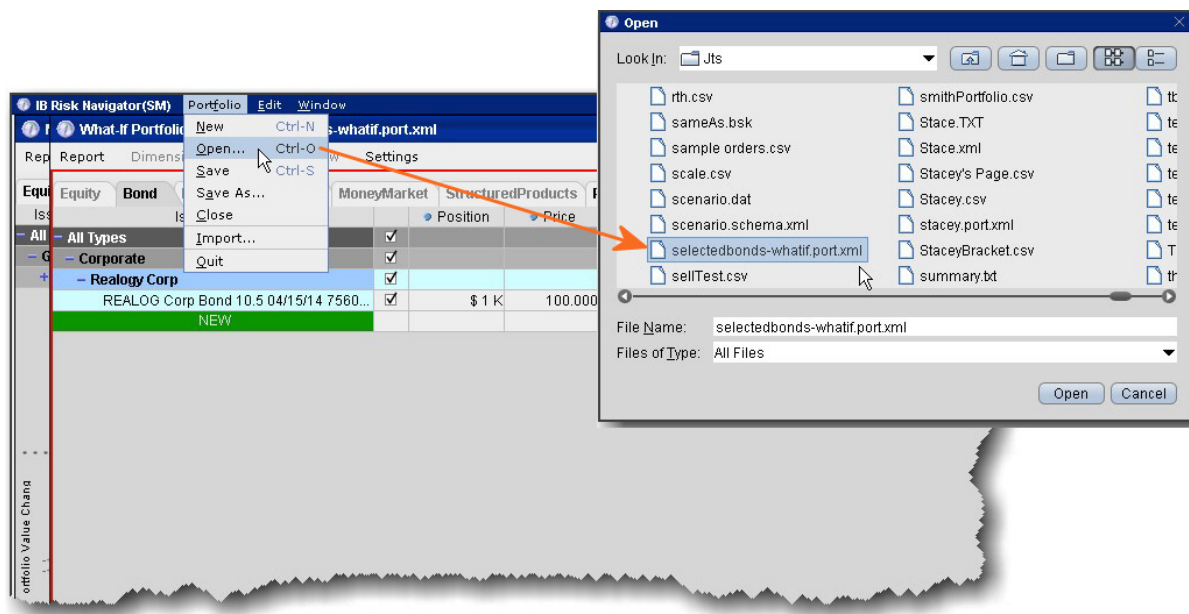 Open
Look In: Jts
rth.csv
sameAs.bsk
sample orders.csv
scale.csv
scenario.dat
scenario.schema.xml
selectedbonds-whatif.port.xml
sellTest.csv
smithPortfolio.csv
Stace.TXT
Stace.xml
Stacey's Page.csv
Stacey.csv
stacey.port.xml
StaceyBracket.csv
summary.txt
File Name: selectedbonds-whatif.port.xml
Files of Type: All Files
Open Cancel
IB Risk Navigator(SM) Portfolio Edit Window
What-If Portfolio s-whatif.port.xml
Report Settings
New Ctrl-N
Open... Ctrl-O
Save Ctrl-S
Save As...
Close
Import...
Quit
Equity Bond MoneyMarket StructuredProducts
Position Price
All All Types
Corporate
Realogy Corp
REALOG Corp Bond 10.5 04/15/14 7560... $ 1 K 100.000
NEW
Value Chang